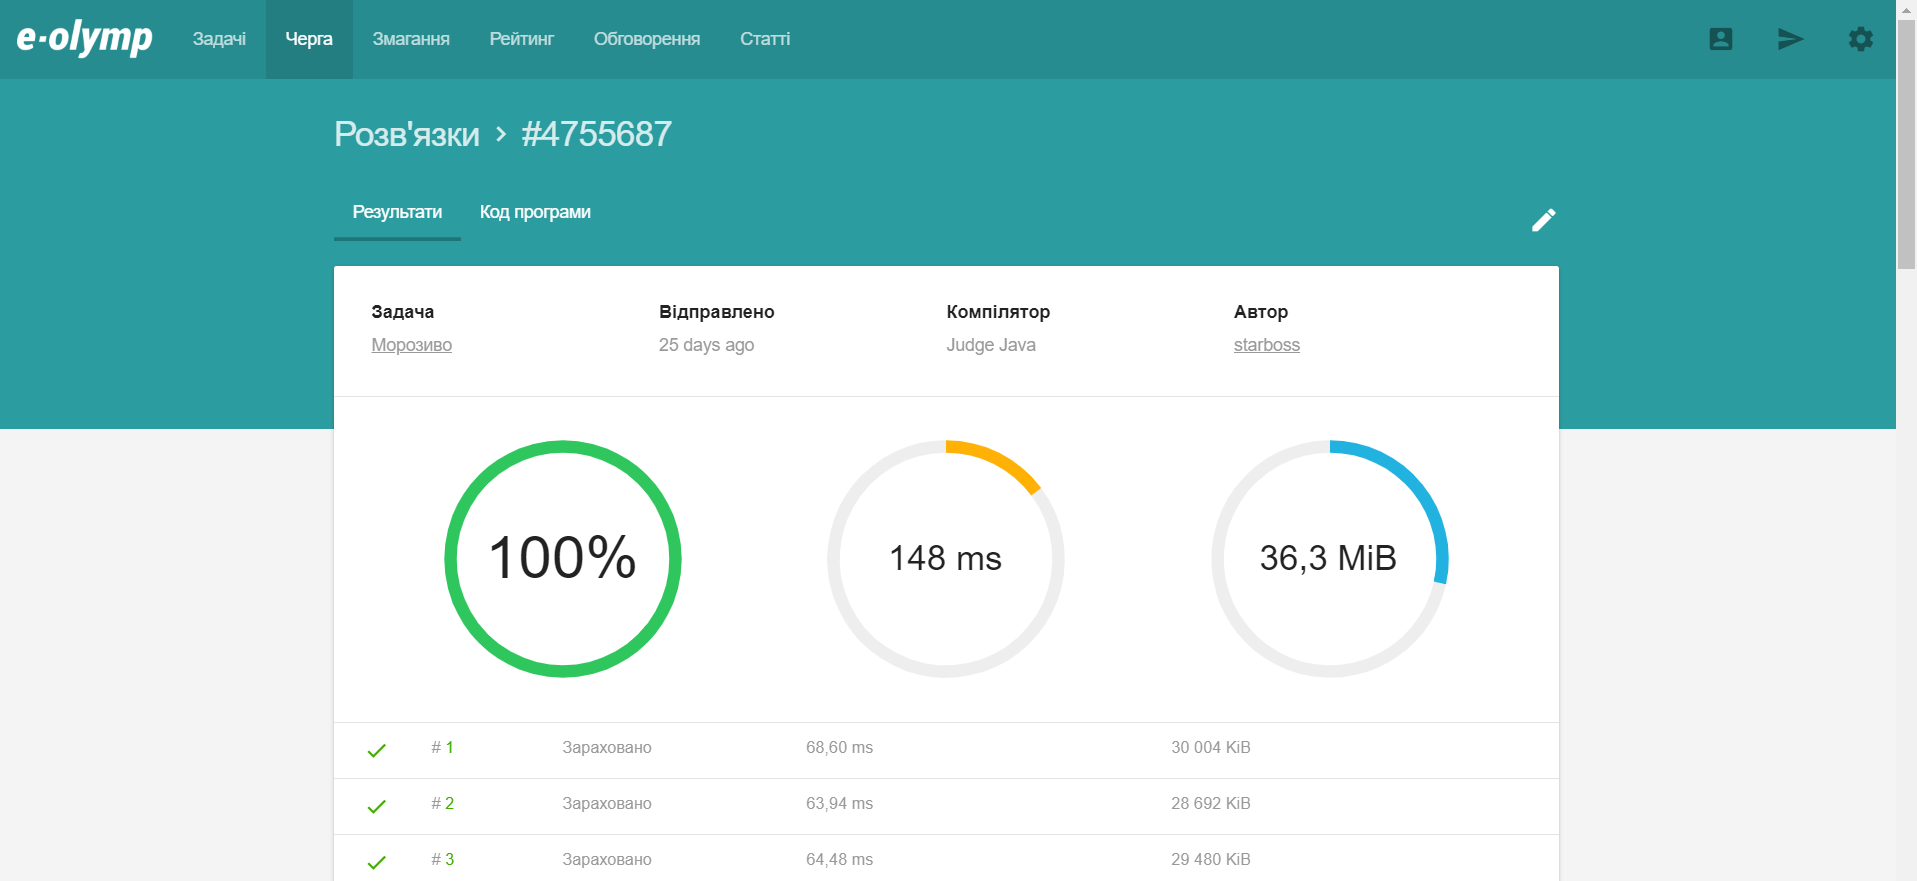 e-olymp Задачі Черга Змагання Рейтинг Обговорення Статті
Розв'язки > #4755687
Результати Код програми
Задача Відправлено Компілятор Автор
Морозиво 25 days ago Judge Java starboss
100% 148 ms 36,3 MiB
# 1 Зараховано 68,60 ms 30 004 KiB
# 2 Зараховано 63,94 ms 28 692 KiB
# 3 Зараховано 64,48 ms 29 480 KiB